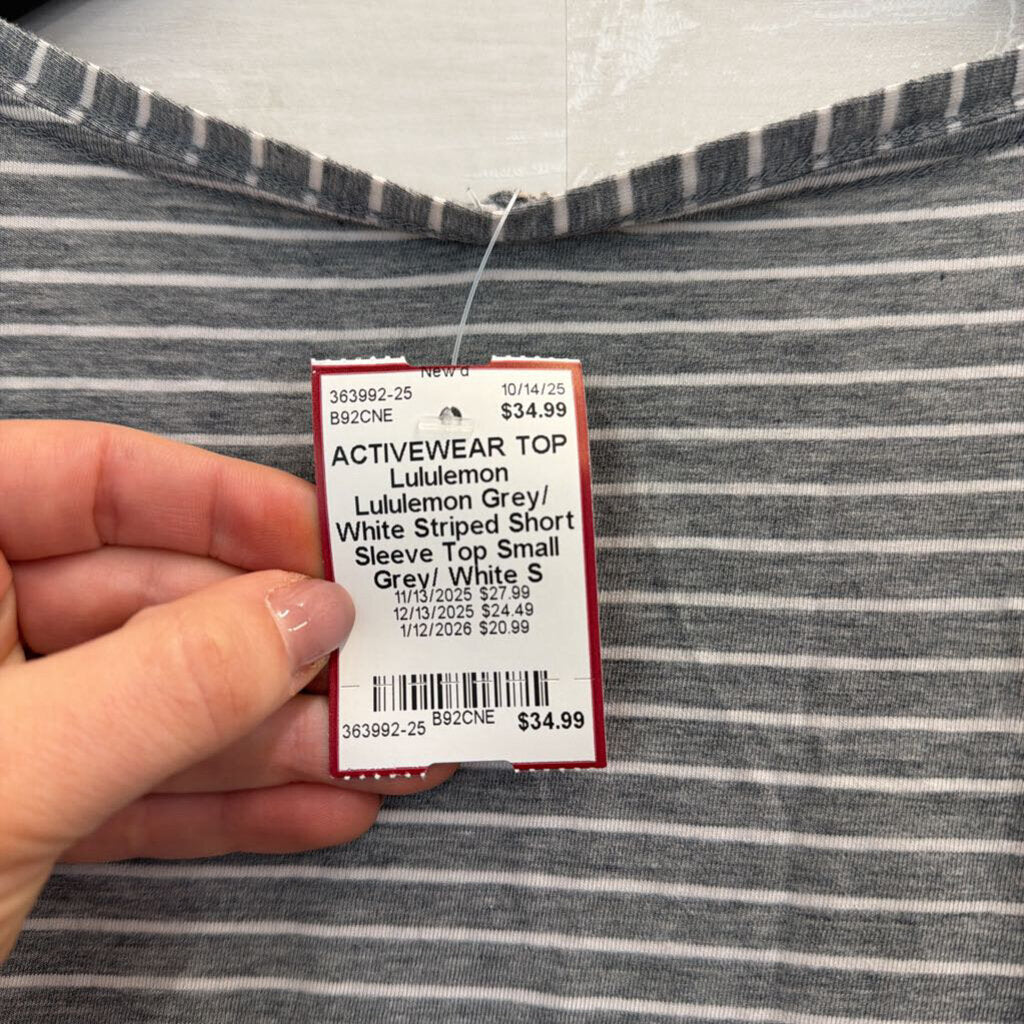 New'd
363992-25 10/14/25
B92CNE $34.99
ACTIVEWEAR TOP
Lululemon
Lululemon Grey/
White Striped Short
Sleeve Top Small
Grey/ White S
11/13/2025 $27.99
12/13/2025 $24.49
1/12/2026 $20.99
363992-25 B92CNE $34.99